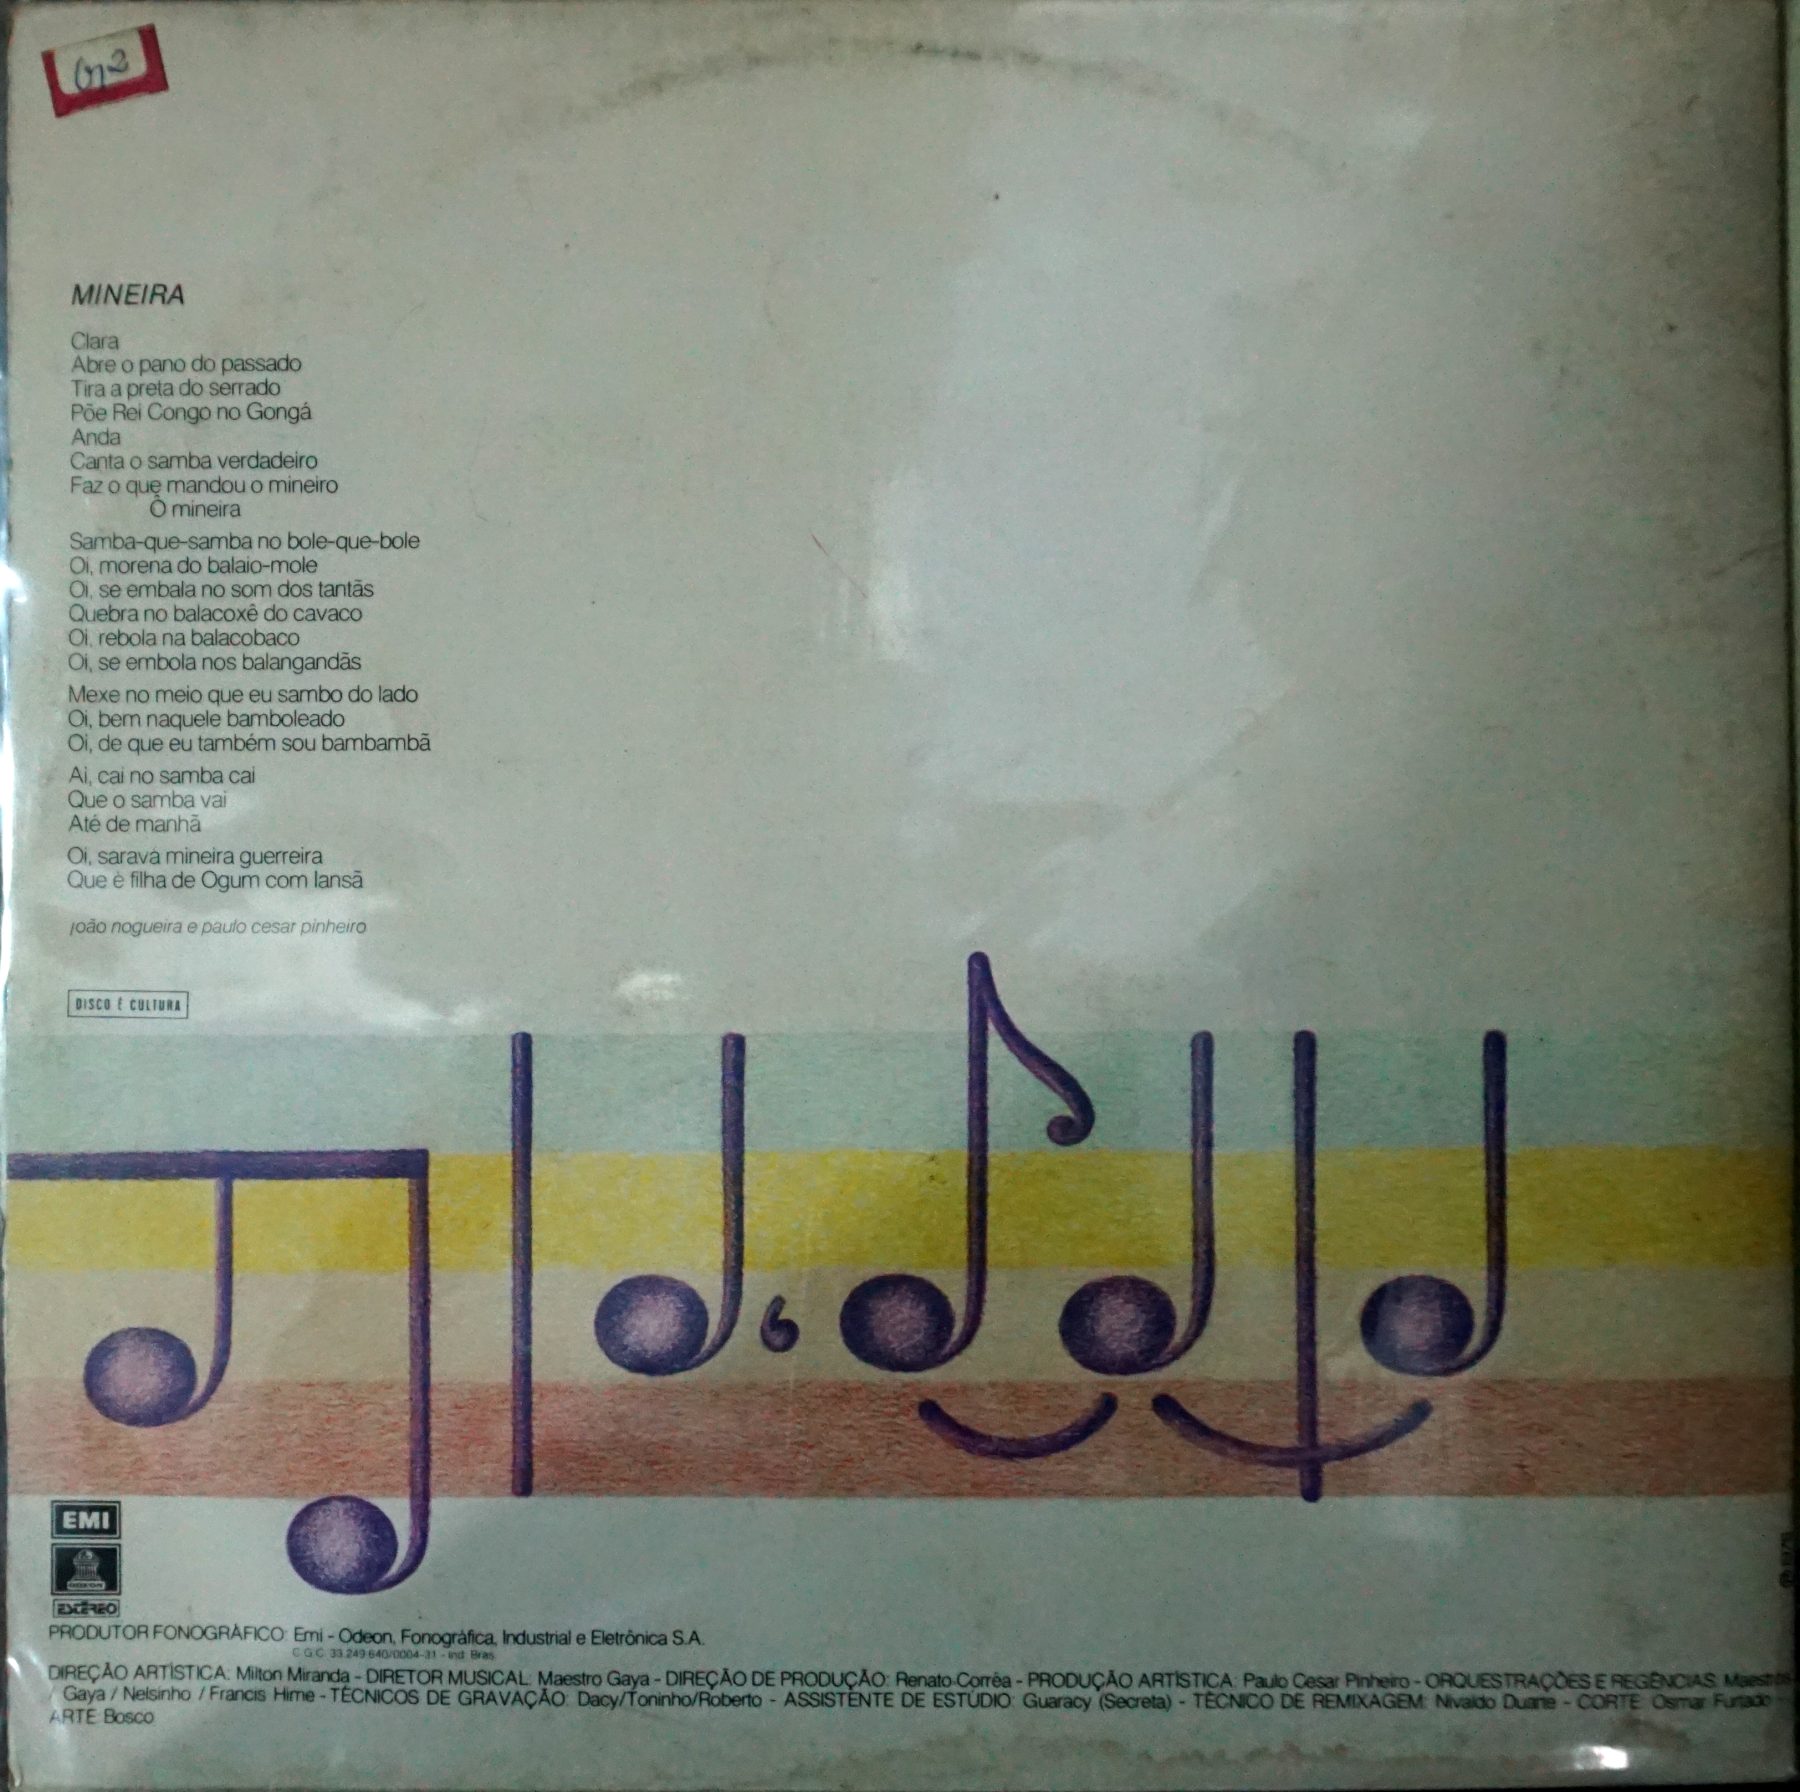 MINEIRA
Clara
Abre o pano do passado
Tira a preta do serrado
Põe Rei Congo no Gongá
Anda
Canta o samba verdadeiro
Faz o que mandou o mineiro
Ô mineira
Samba-que-samba no bole-que-bole
Oi, morena do balaio-mole
Oi, se embala no som dos tantãs
Quebra no balacoxê do cavaco
Oi, rebola na balacobaco
Oi, se embola nos balangandãs
Mexe no meio que eu sambo do lado
Oi, bem naquele bamboleado
Oi, de que eu também sou bambambã
Ai, cai no samba cai
Que o samba vai
Até de manhã
Oi, saravá mineira guerreira
Que é filha de Ogum com Iansã
joão nogueira e paulo cesar pinheiro
DISCO É CULTURA
EMI
ODEON
ESTÉREO
PRODUTOR FONOGRÁFICO: Emi - Odeon, Fonográfica, Industrial e Eletrônica S.A.
C.G.C. 33.249.640/0004-31 - Ind. Bras.
DIREÇÃO ARTÍSTICA: Milton Miranda - DIRETOR MUSICAL: Maestro Gaya - DIREÇÃO DE PRODUÇÃO: Renato Corrêa - PRODUÇÃO ARTÍSTICA: Paulo Cesar Pinheiro - ORQUESTRAÇÕES E REGÊNCIAS:
Gaya / Nelsinho / Francis Hime - TÉCNICOS DE GRAVAÇÃO: Dacy/Toninho/Roberto - ASSISTENTE DE ESTÚDIO: Guaracy (Secreta) - TÉCNICO DE REMIXAGEM: Nivaldo Duarte - CORTE: Osmar Furtado
ARTE: Bosco